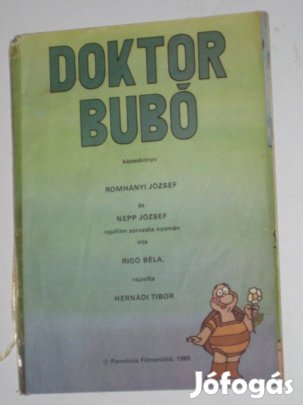 DOKTOR
BUBÓ
képeskönyv
ROMHÁNYI JÓZSEF
és
NEPP JÓZSEF
rajzfilm sorozata nyomán
írta
RIGÓ BÉLA,
rajzolta
HERNÁDI TIBOR
© Pannónia Filmstúdió, 1985
Jófogás